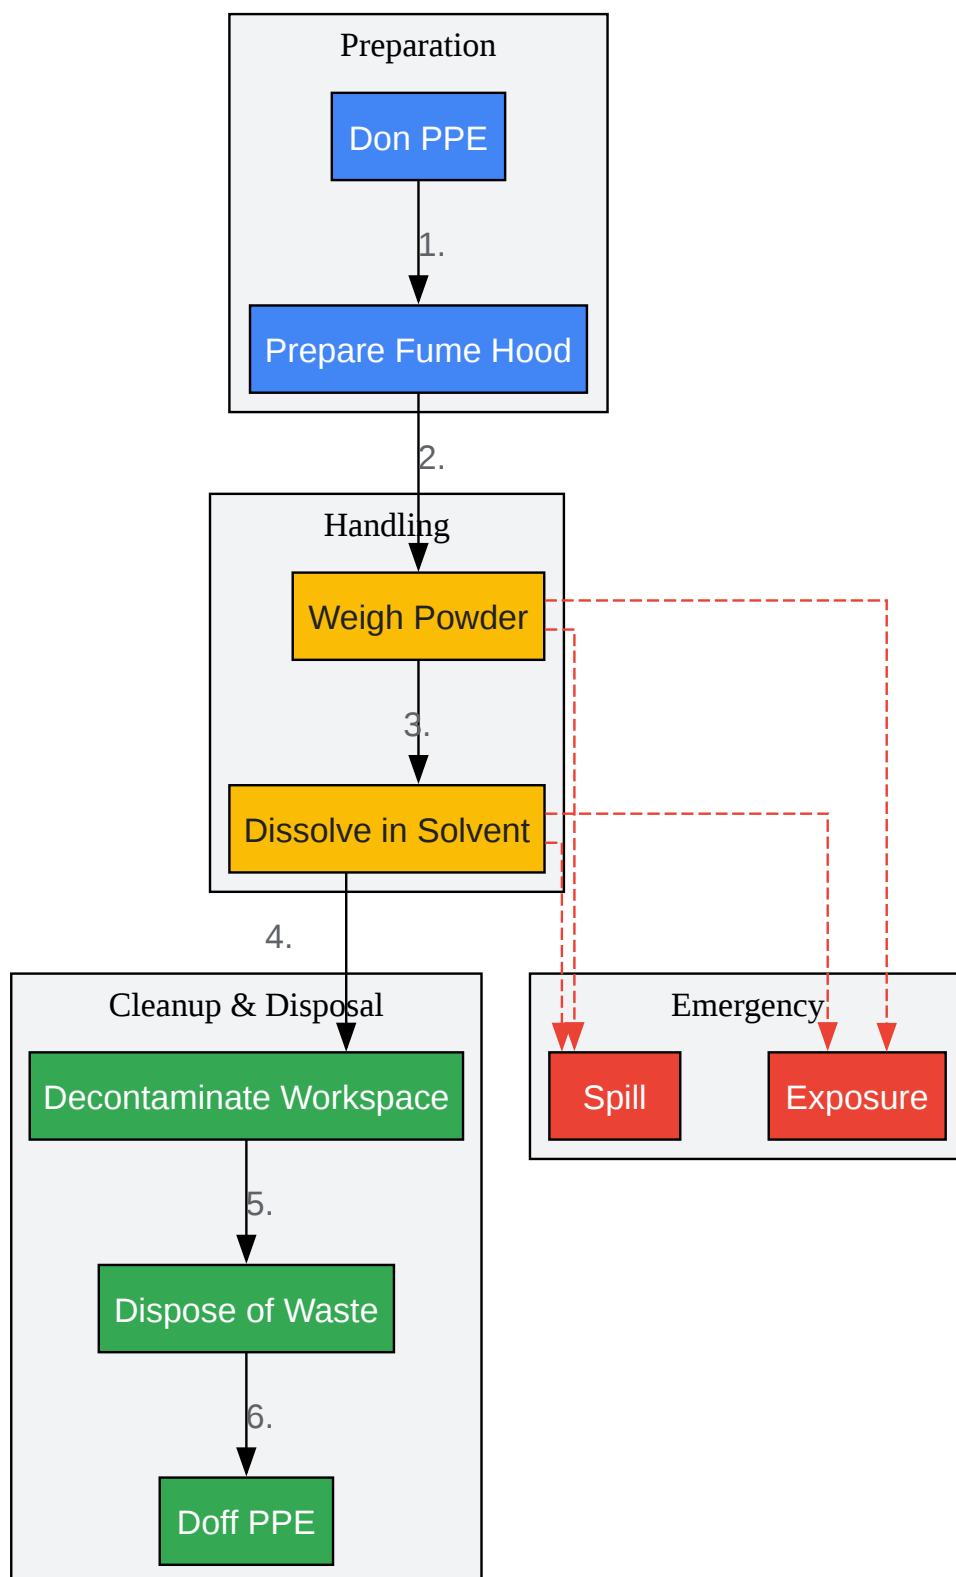 Preparation
Don PPE
1.
Prepare Fume Hood
2.
Handling
Weigh Powder
3.
Dissolve in Solvent
4.
Cleanup & Disposal
Decontaminate Workspace
5.
Dispose of Waste
6.
Doff PPE
Emergency
Spill
Exposure